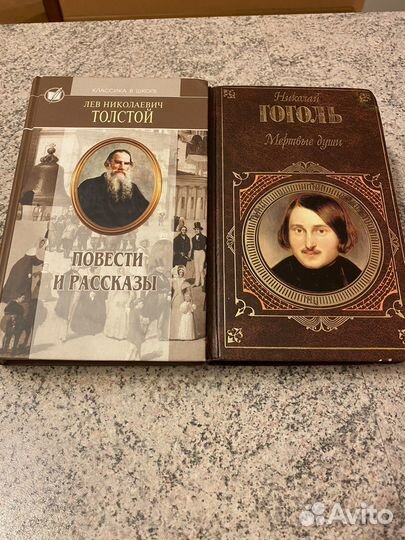 КЛАССИКА В ШКОЛЕ
ЛЕВ НИКОЛАЕВИЧ
ТОЛСТОЙ
ПОВЕСТИ
И РАССКАЗЫ
Николай
ГОГОЛЬ
Мертвые души
Avito